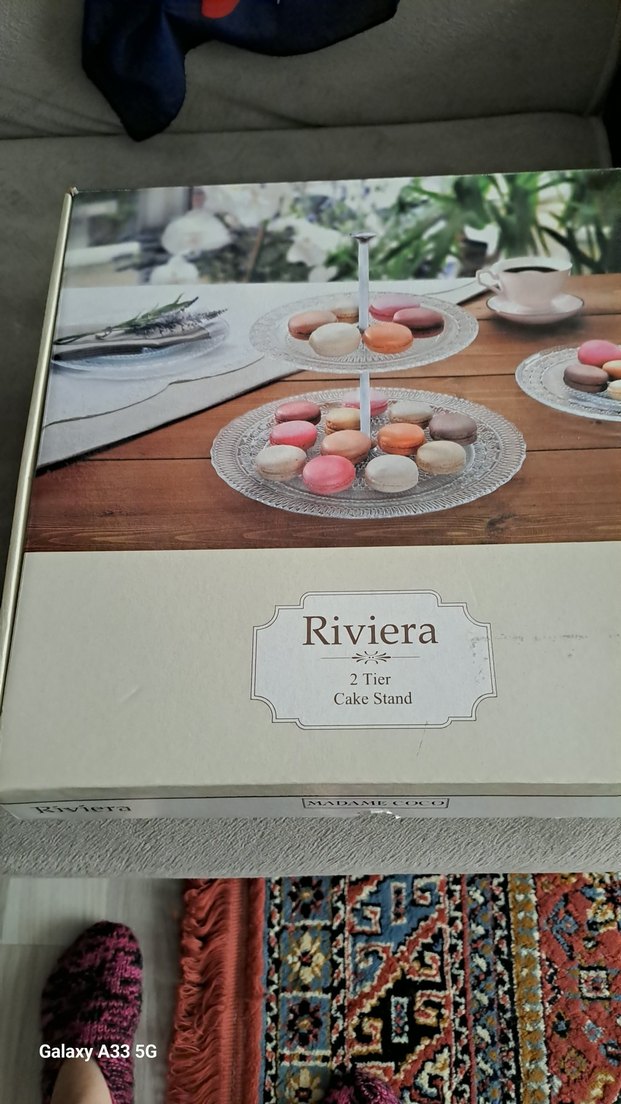 Riviera
2 Tier
Cake Stand
Riviera
MADAME COCO
Galaxy A33 5G